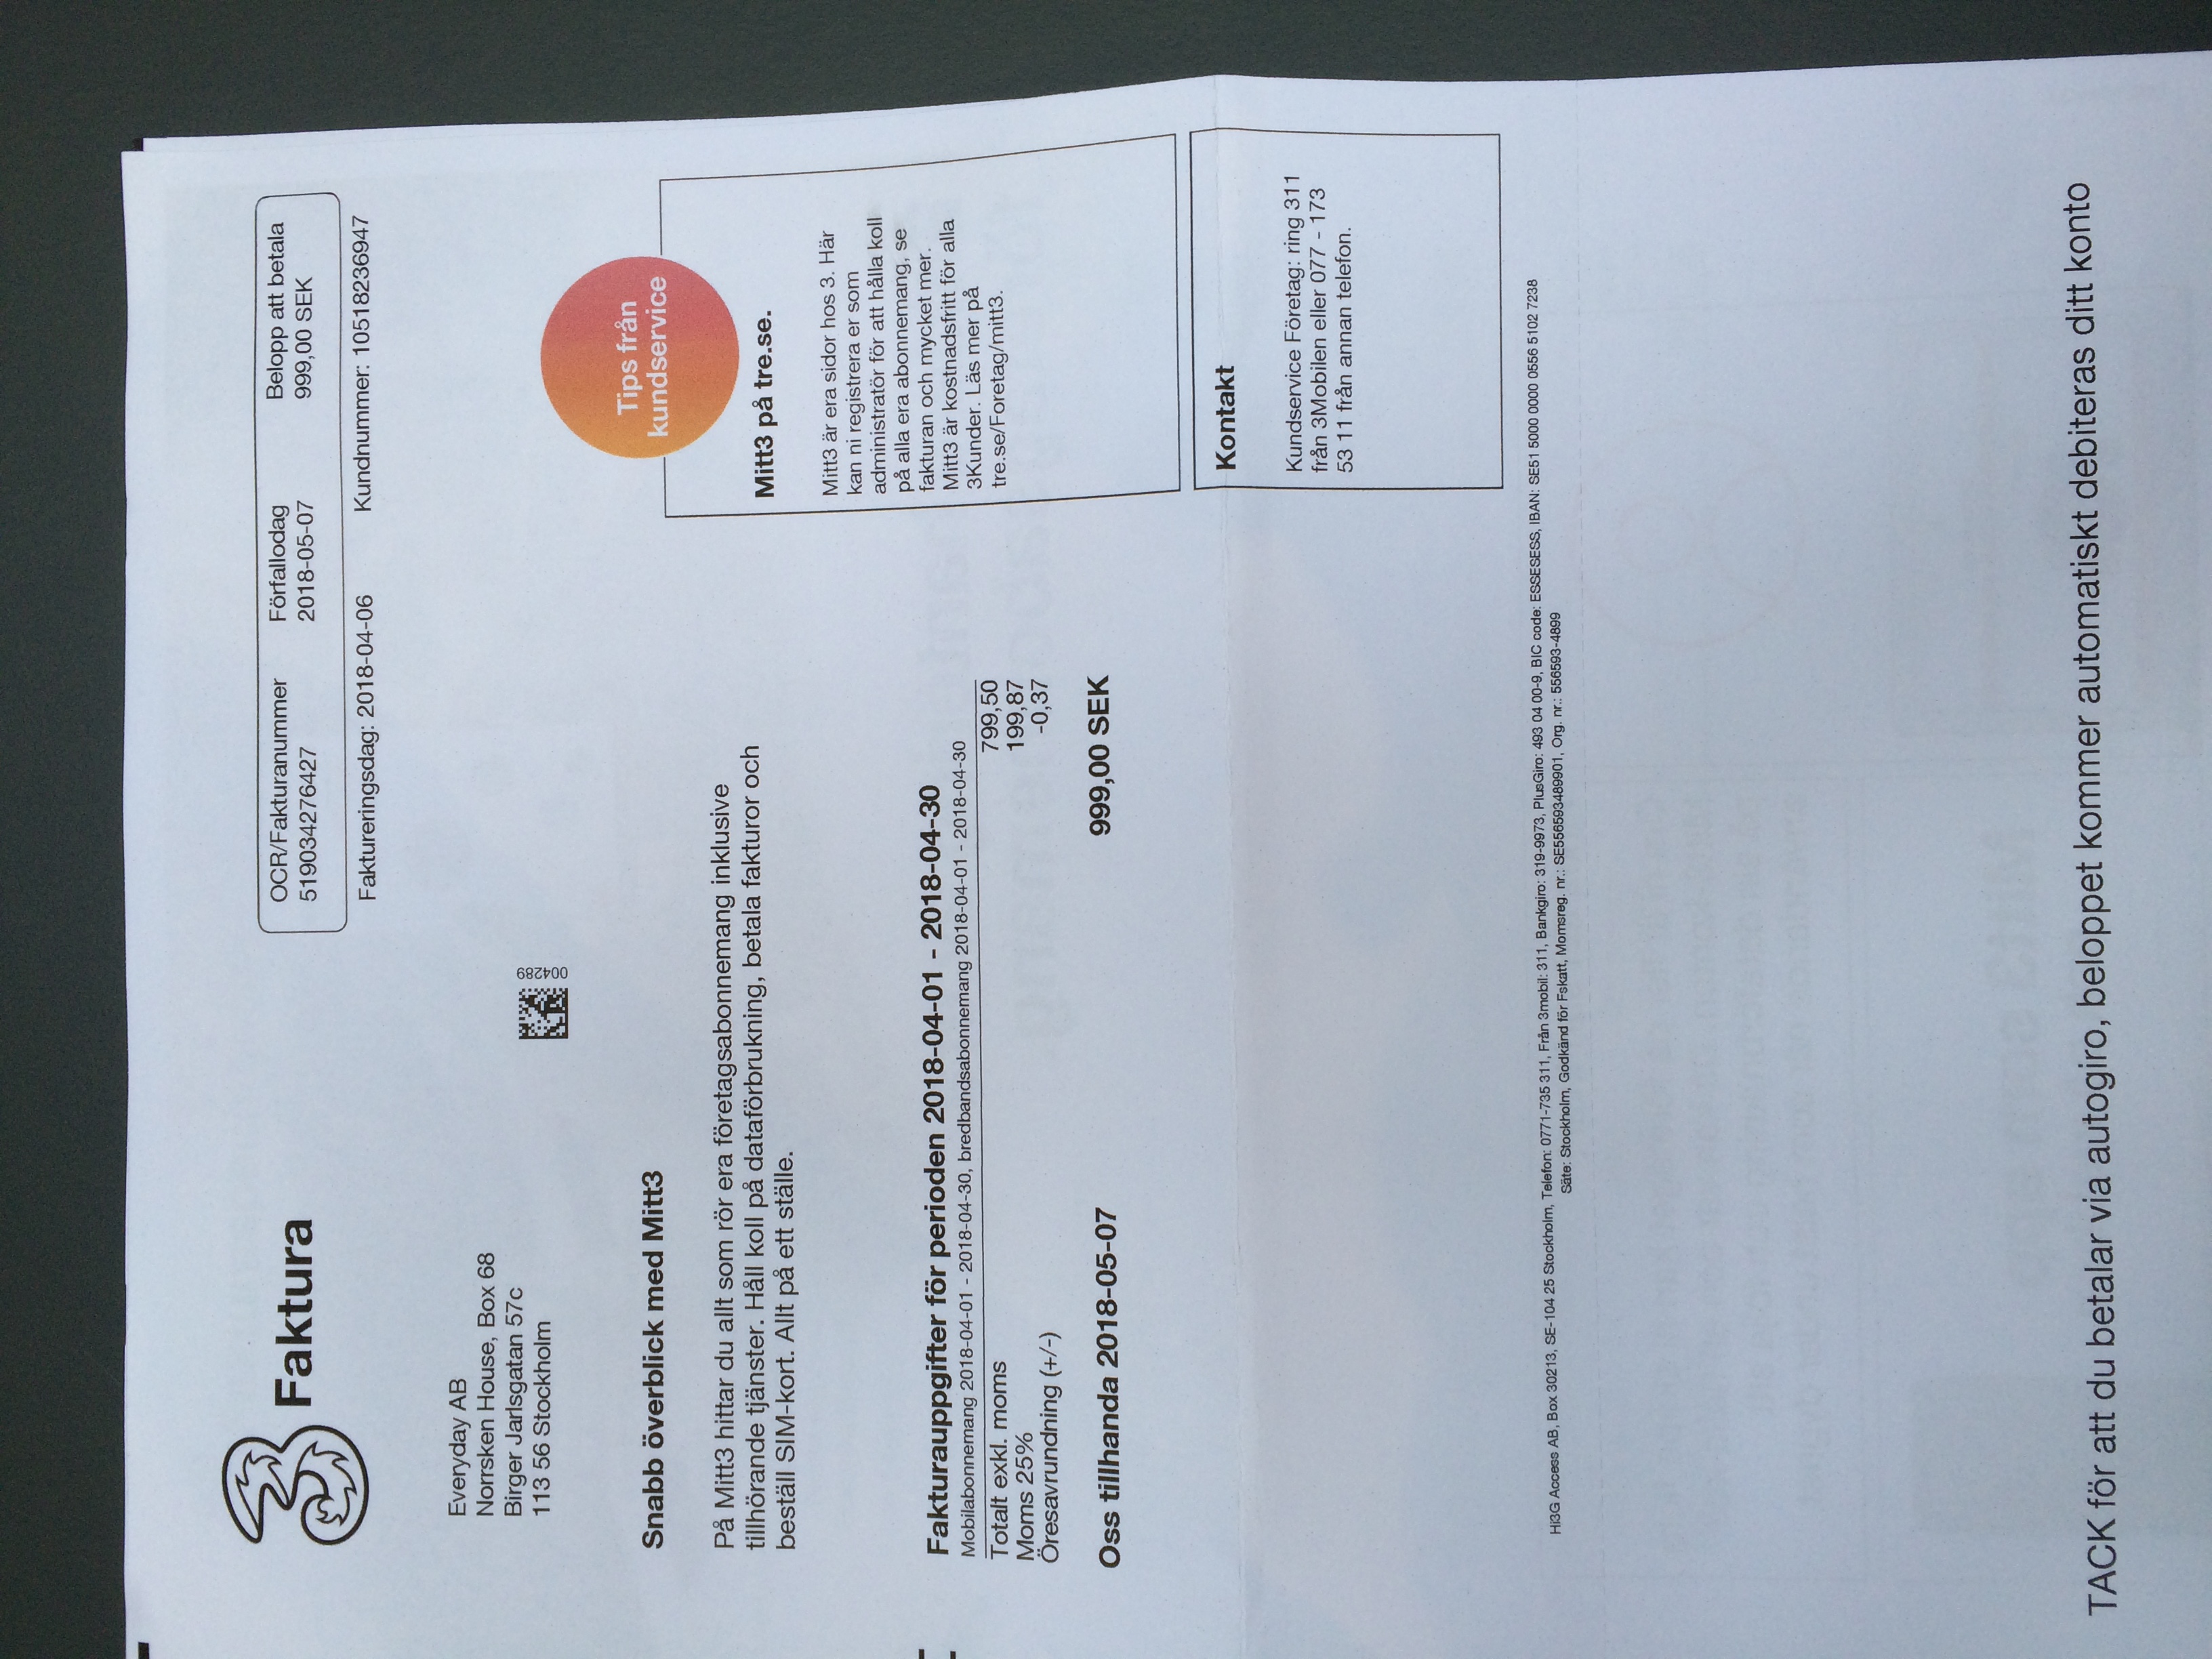 3 Faktura
OCR/Fakturanummer Förfallodag Belopp att betala
519034276427 2018-05-07 999,00 SEK
Faktureringsdag: 2018-04-06 Kundnummer: 10518236947
Everyday AB
Norrsken House, Box 68
Birger Jarlsgatan 57c
113 56 Stockholm
004289
Snabb överblick med Mitt3
På Mitt3 hittar du allt som rör era företagsabonnemang inklusive
tillhörande tjänster. Håll koll på dataförbrukning, betala fakturor och
beställ SIM-kort. Allt på ett ställe.
Tips från
kundservice
Mitt3 på tre.se.
Mitt3 är era sidor hos 3. Här
kan ni registrera er som
administratör för att hålla koll
på alla era abonnemang, se
fakturan och mycket mer.
Mitt3 är kostnadsfritt för alla
3Kunder. Läs mer på
tre.se/Foretag/mitt3.
Fakturauppgifter för perioden 2018-04-01 - 2018-04-30
Mobilabonnemang 2018-04-01 - 2018-04-30, bredbandsabonnemang 2018-04-01 - 2018-04-30
Totalt exkl. moms 799,50
Moms 25% 199,87
Öresavrundning (+/-) -0,37
Oss tillhanda 2018-05-07 999,00 SEK
Kontakt
Kundservice Företag: ring 311
från 3Mobilen eller 077 - 173
53 11 från annan telefon.
Hi3G Access AB, Box 30213, SE-104 25 Stockholm, Telefon: 0771-735 311, Från 3mobil: 311, Bankgiro: 319-9973, PlusGiro: 493 04 00-9, BIC code: ESSESESS, IBAN: SE51 5000 0000 0556 5102 7238
Säte: Stockholm, Godkänd för Fskatt, Momsreg. nr.: SE556593489901, Org. nr.: 556593-4899
TACK för att du betalar via autogiro, beloppet kommer automatiskt debiteras ditt konto